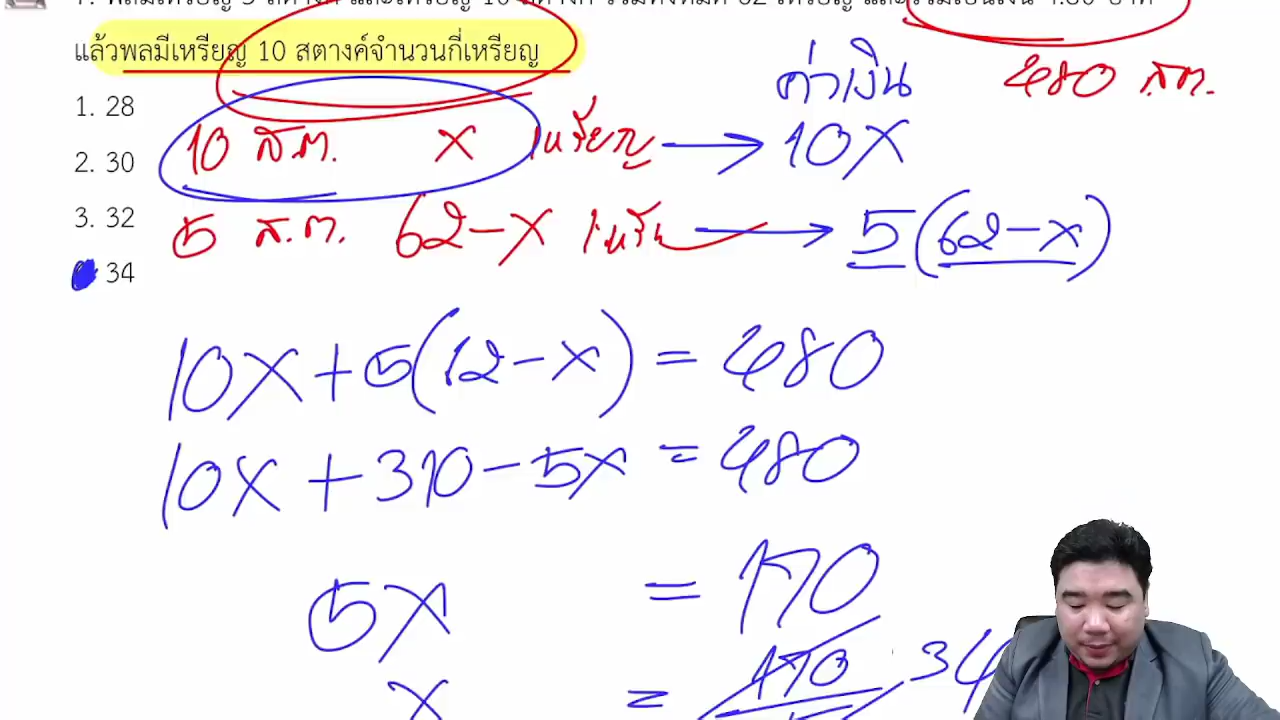 แล้วพลมีเหรียญ 10 สตางค์จำนวนกี่เหรียญ
ค่าเงิน 480 ส.ต.
1. 28
10 ส.ต. x เหรียญ → 10x
2. 30
3. 32
5 ส.ต. 62-x เหรียญ → 5(62-x)
34
10x+5(12-x) = 480
10x+310-5x = 480
5x = 170
x = 170 34